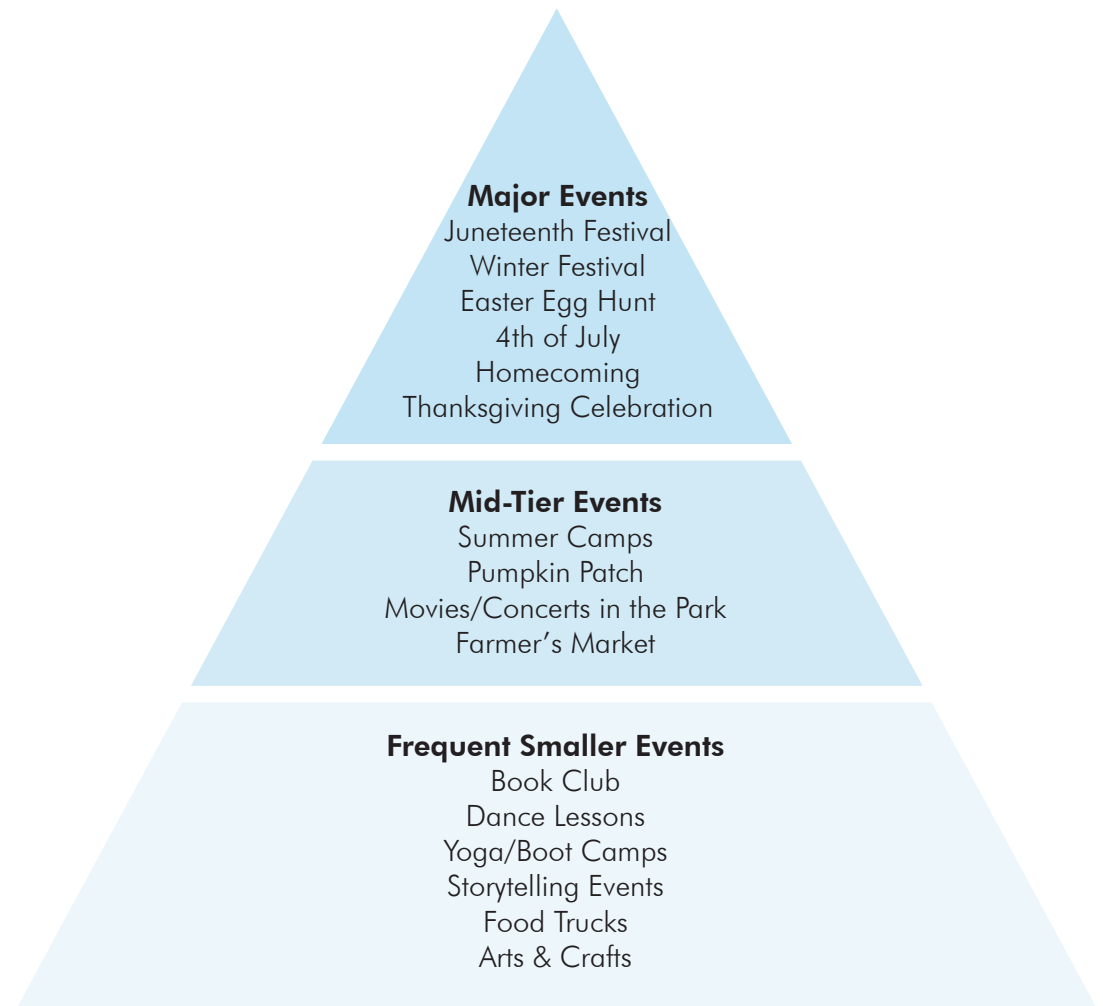 Major Events
Juneteenth Festival
Winter Festival
Easter Egg Hunt
4th of July
Homecoming
Thanksgiving Celebration
Mid-Tier Events
Summer Camps
Pumpkin Patch
Movies/Concerts in the Park
Farmer’s Market
Frequent Smaller Events
Book Club
Dance Lessons
Yoga/Boot Camps
Storytelling Events
Food Trucks
Arts & Crafts